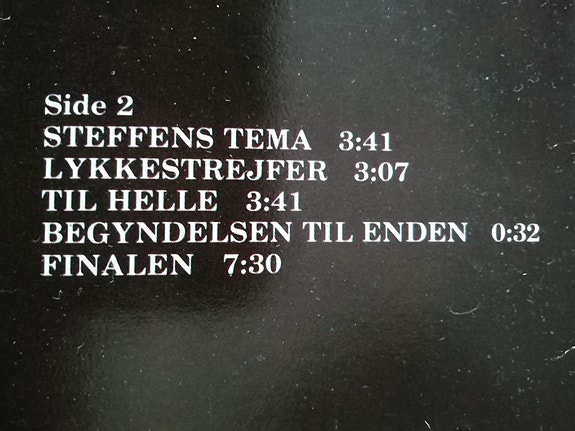 Side 2
STEFFENS TEMA 3:41
LYKKESTREJFER 3:07
TIL HELLE 3:41
BEGYNDELSEN TIL ENDEN 0:32
FINALEN 7:30